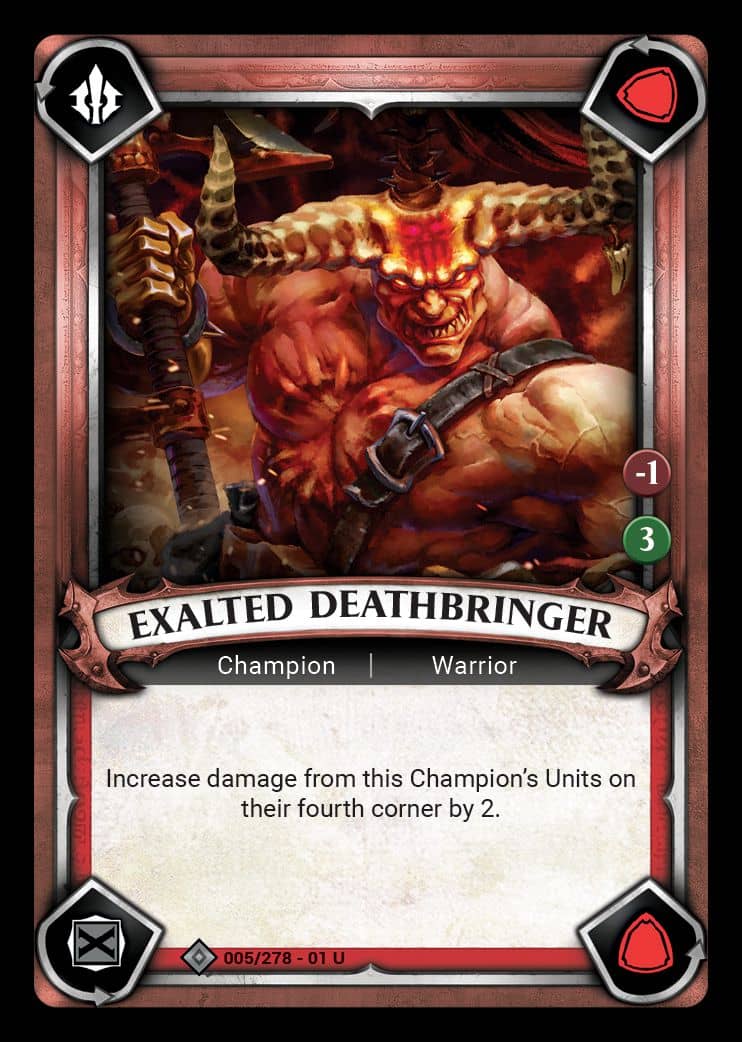 -1
3
EXALTED DEATHBRINGER
Champion | Warrior
Increase damage from this Champion’s Units on
their fourth corner by 2.
005/278 - 01 U